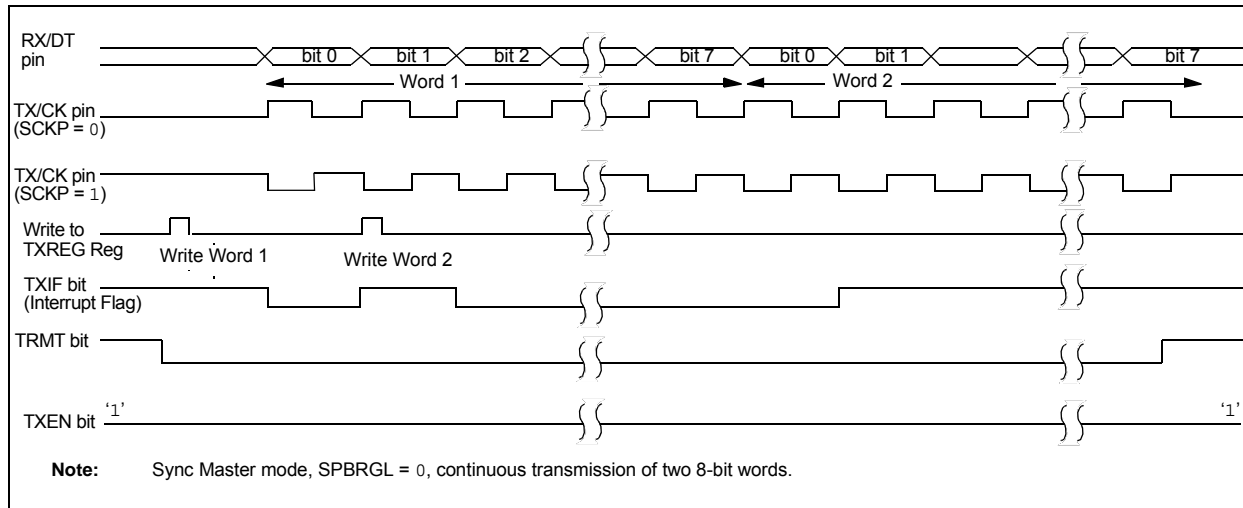 RX/DT
pin
bit 0 bit 1 bit 2 bit 7 bit 0 bit 1 bit 7
Word 1 Word 2
TX/CK pin
(SCKP = 0)
TX/CK pin
(SCKP = 1)
Write to
TXREG Reg
Write Word 1 Write Word 2
TXIF bit
(Interrupt Flag)
TRMT bit
TXEN bit ‘1’ ‘1’
Note: Sync Master mode, SPBRGL = 0, continuous transmission of two 8-bit words.